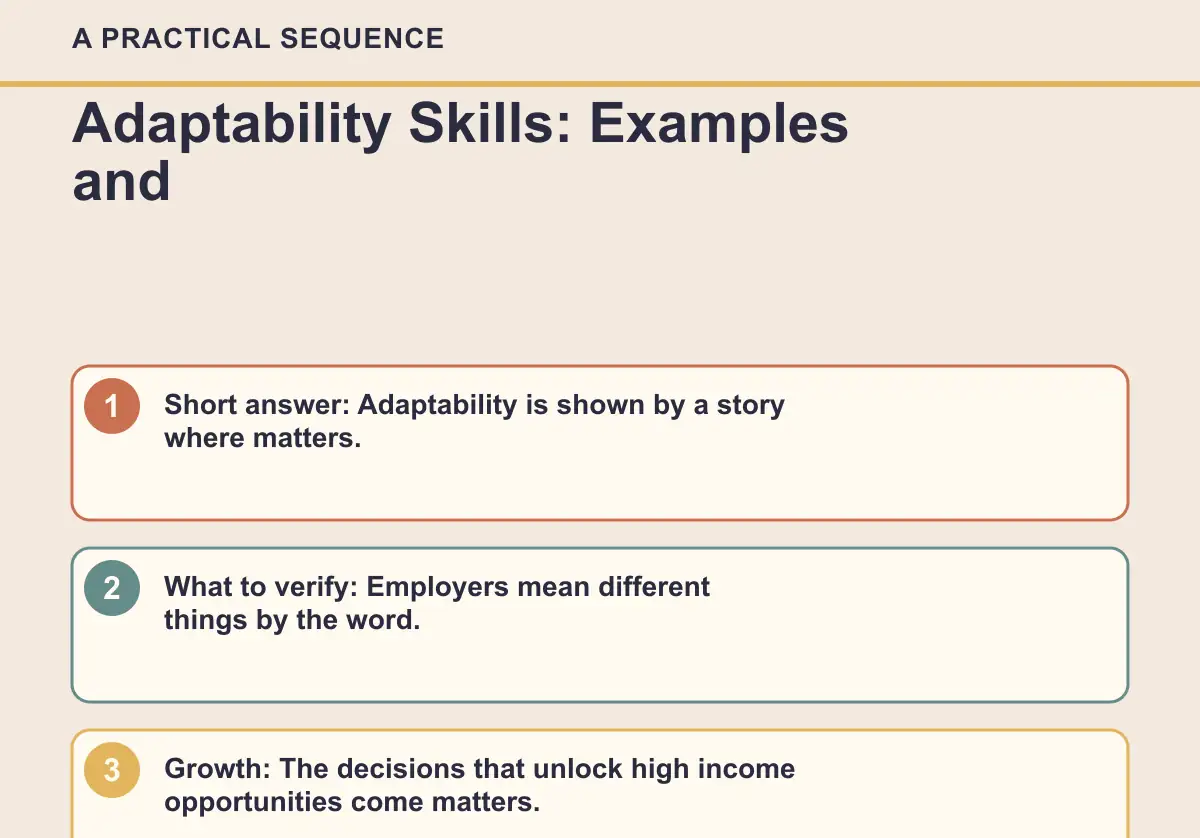 A PRACTICAL SEQUENCE
Adaptability Skills: Examples
and
1
Short answer: Adaptability is shown by a story
where matters.
2
What to verify: Employers mean different
things by the word.
3
Growth: The decisions that unlock high income
opportunities come matters.